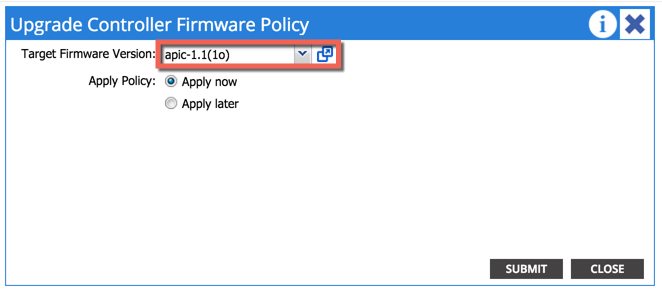 Upgrade Controller Firmware Policy
Target Firmware Version: apic-1.1(1o)
Apply Policy: Apply now
Apply later
SUBMIT CLOSE